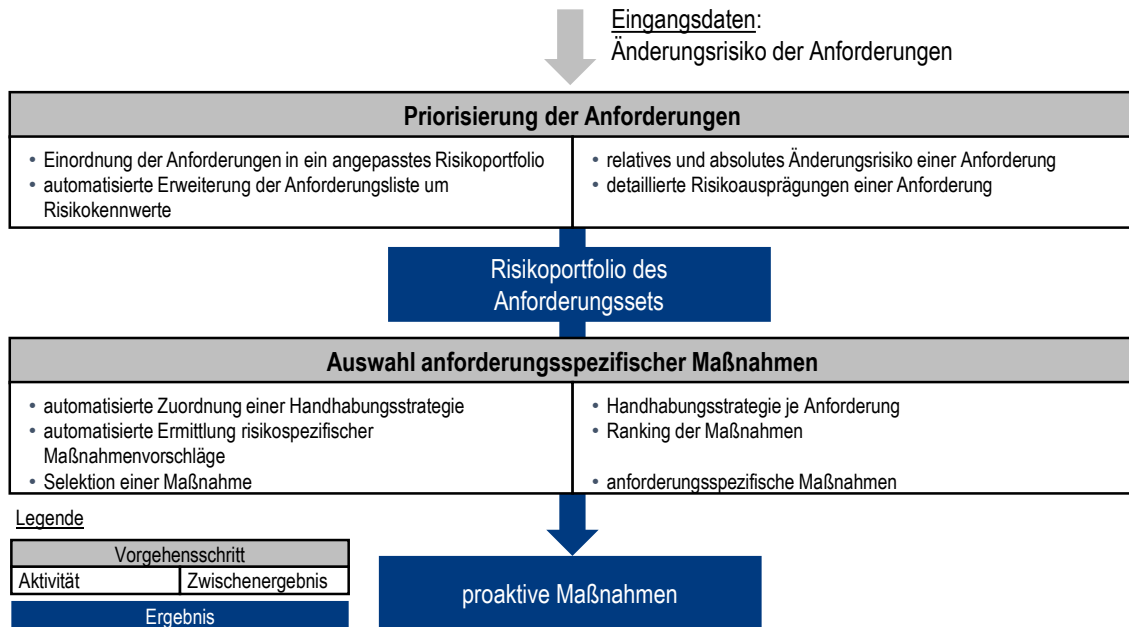 Eingangsdaten:
Änderungsrisiko der Anforderungen
Priorisierung der Anforderungen
• Einordnung der Anforderungen in ein angepasstes Risikoportfolio
• automatisierte Erweiterung der Anforderungsliste um
Risikokennwerte
• relatives und absolutes Änderungsrisiko einer Anforderung
• detaillierte Risikoausprägungen einer Anforderung
Risikoportfolio des
Anforderungssets
Auswahl anforderungsspezifischer Maßnahmen
• automatisierte Zuordnung einer Handhabungsstrategie
• automatisierte Ermittlung risikospezifischer
Maßnahmenvorschläge
• Selektion einer Maßnahme
• Handhabungsstrategie je Anforderung
• Ranking der Maßnahmen
• anforderungsspezifische Maßnahmen
Legende
Vorgehensschritt
Aktivität
Zwischenergebnis
Ergebnis
proaktive Maßnahmen